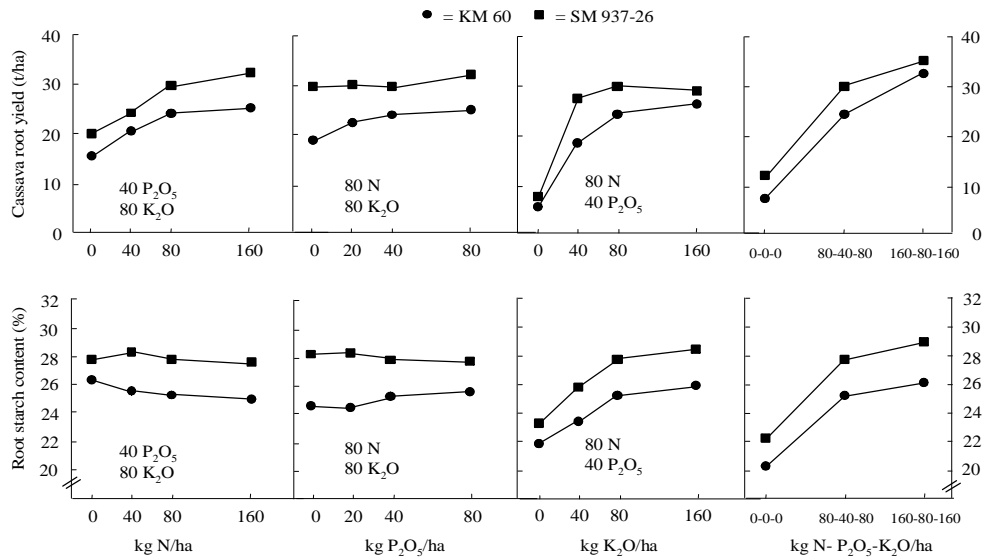 ● = KM 60 ■ = SM 937-26
Cassava root yield (t/ha)
40
30
20
10
0
40 P₂O₅
80 K₂O
0 40 80 160
80 N
80 K₂O
0 20 40 80
80 N
40 P₂O₅
0 40 80 160
40
30
20
10
0
0-0-0 80-40-80 160-80-160
Root starch content (%)
32
30
28
26
24
22
20
40 P₂O₅
80 K₂O
0 40 80 160
kg N/ha
80 N
80 K₂O
0 20 40 80
kg P₂O₅/ha
80 N
40 P₂O₅
0 40 80 160
kg K₂O/ha
32
30
28
26
24
22
20
0-0-0 80-40-80 160-80-160
kg N- P₂O₅-K₂O/ha